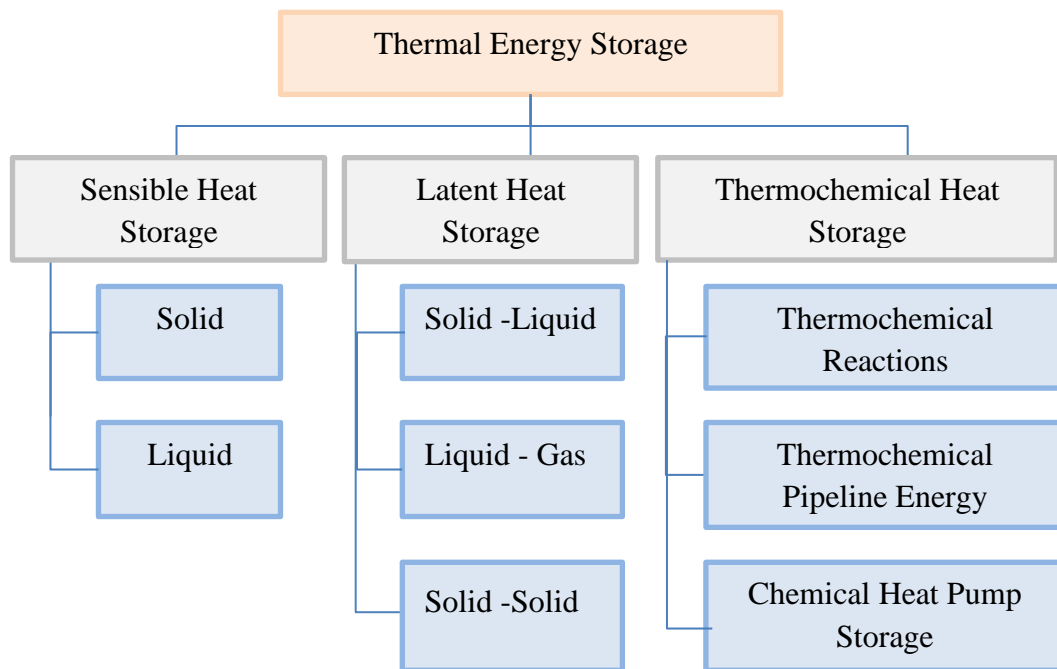 Thermal Energy Storage
Sensible Heat
Storage
Latent Heat
Storage
Thermochemical Heat
Storage
Solid
Liquid
Solid -Liquid
Liquid - Gas
Solid -Solid
Thermochemical
Reactions
Thermochemical
Pipeline Energy
Chemical Heat Pump
Storage